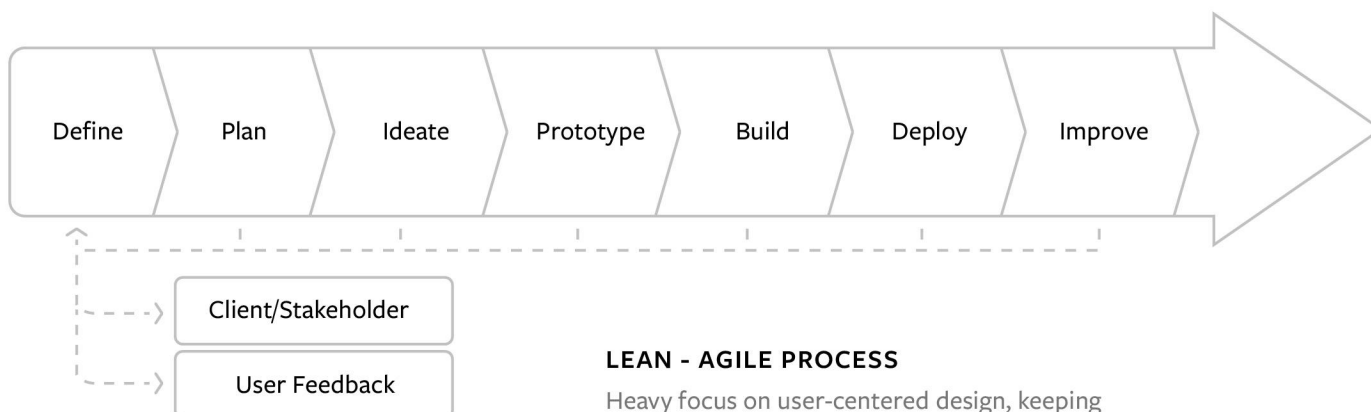 Define Plan Ideate Prototype Build Deploy Improve
Client/Stakeholder
User Feedback
LEAN - AGILE PROCESS
Heavy focus on user-centered design, keeping